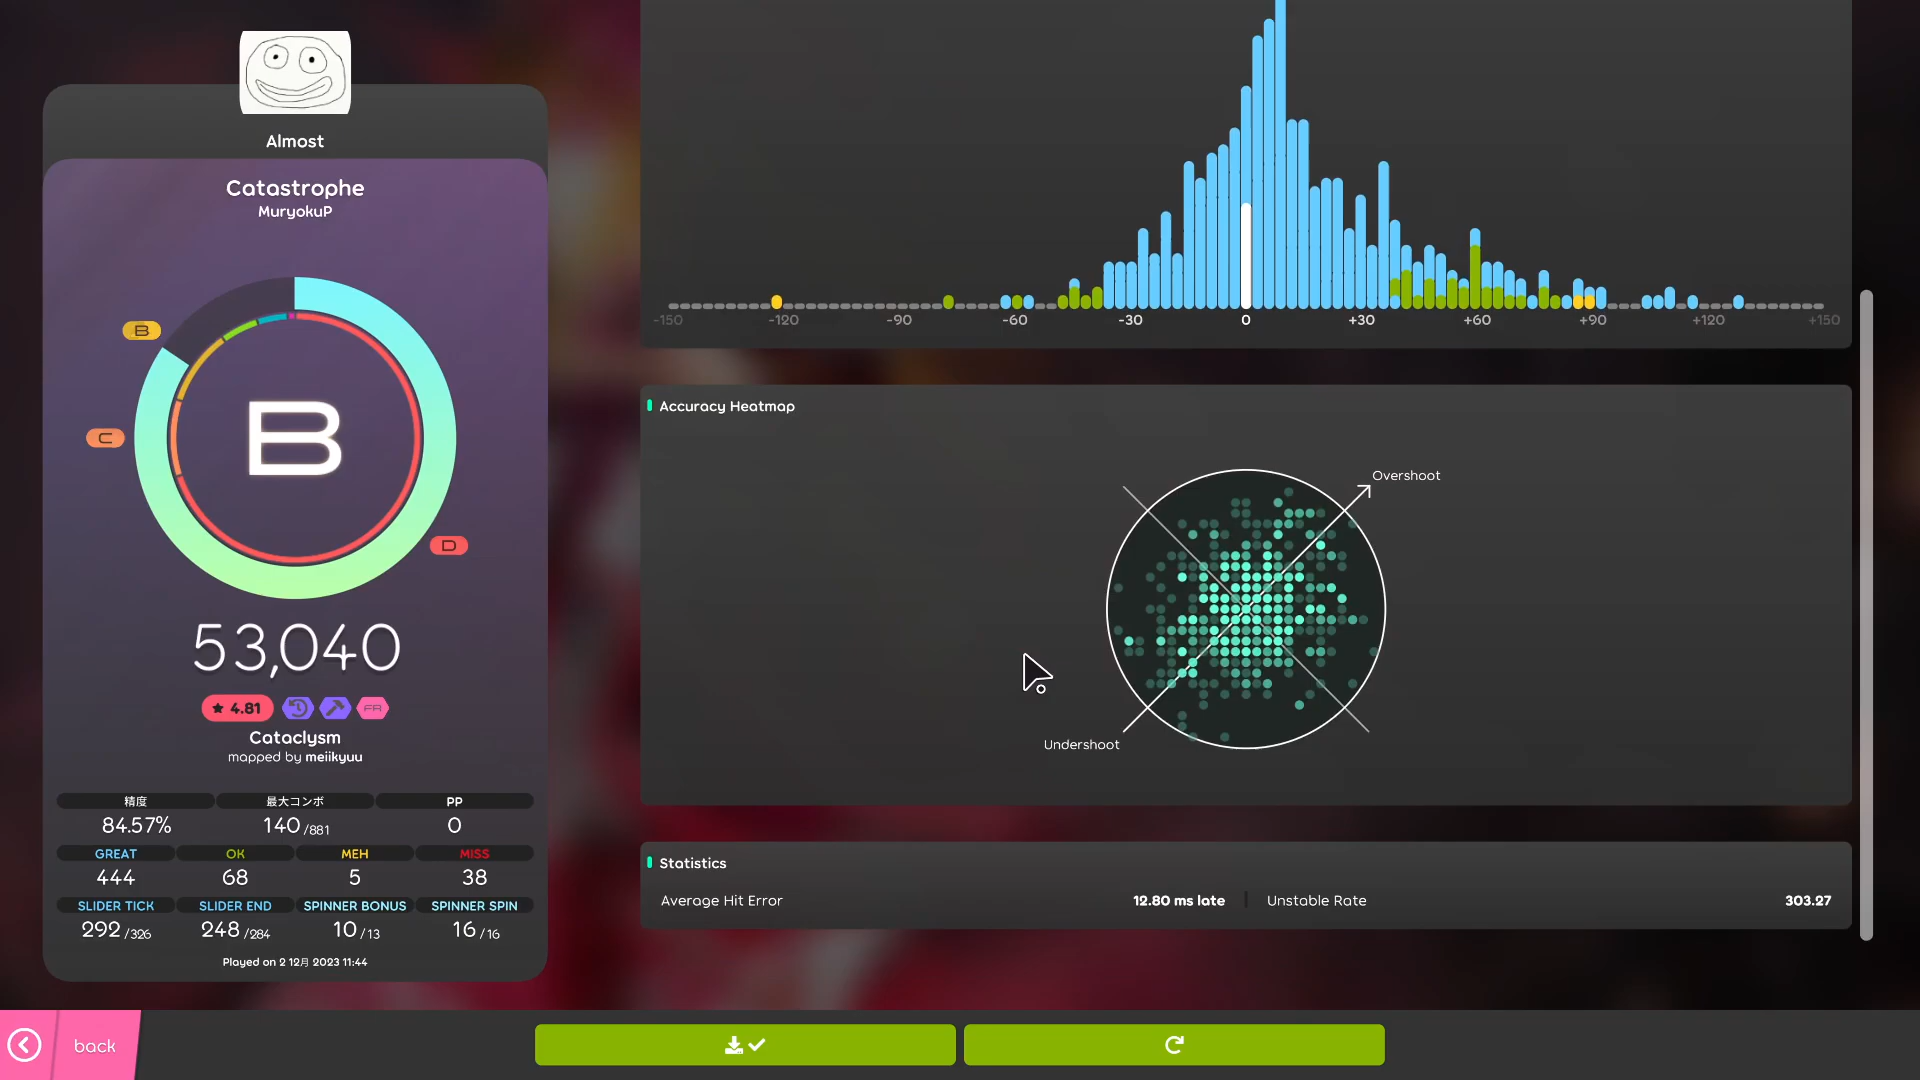 Almost
Catastrophe
MuryokuP
B
C
D
B
53,040
4.81
FR
Cataclysm
mapped by meiikyuu
精度 最大コンボ PP
84.57% 140 /881 0
GREAT OK MEH MISS
444 68 5 38
SLIDER TICK SLIDER END SPINNER BONUS SPINNER SPIN
292 /326 248 /284 10 /13 16 /16
Played on 2 12月 2023 11:44
-150 -120 -90 -60 -30 0 +30 +60 +90 +120 +150
Accuracy Heatmap
Overshoot
Undershoot
Statistics
Average Hit Error 12.80 ms late Unstable Rate 303.27
back